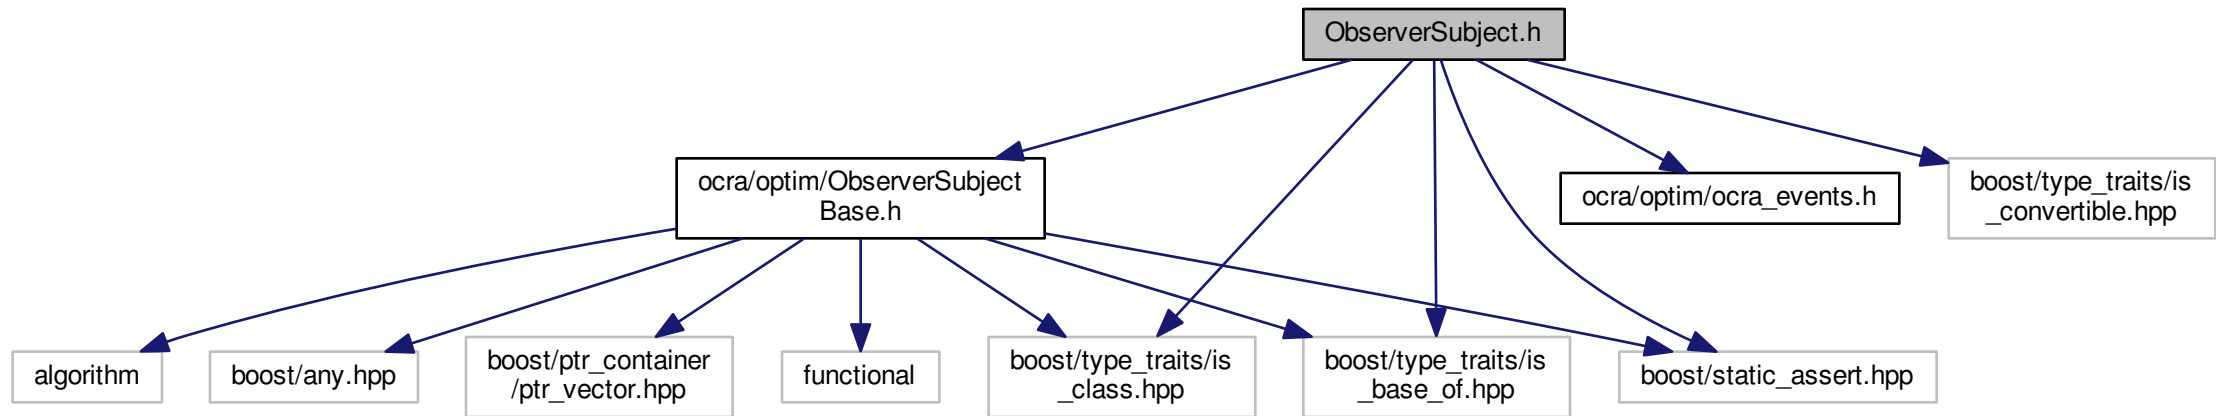 ObserverSubject.h
ocra/optim/ObserverSubject
Base.h
ocra/optim/ocra_events.h
boost/type_traits/is
_convertible.hpp
algorithm
boost/any.hpp
boost/ptr_container
/ptr_vector.hpp
functional
boost/type_traits/is
_class.hpp
boost/type_traits/is
_base_of.hpp
boost/static_assert.hpp